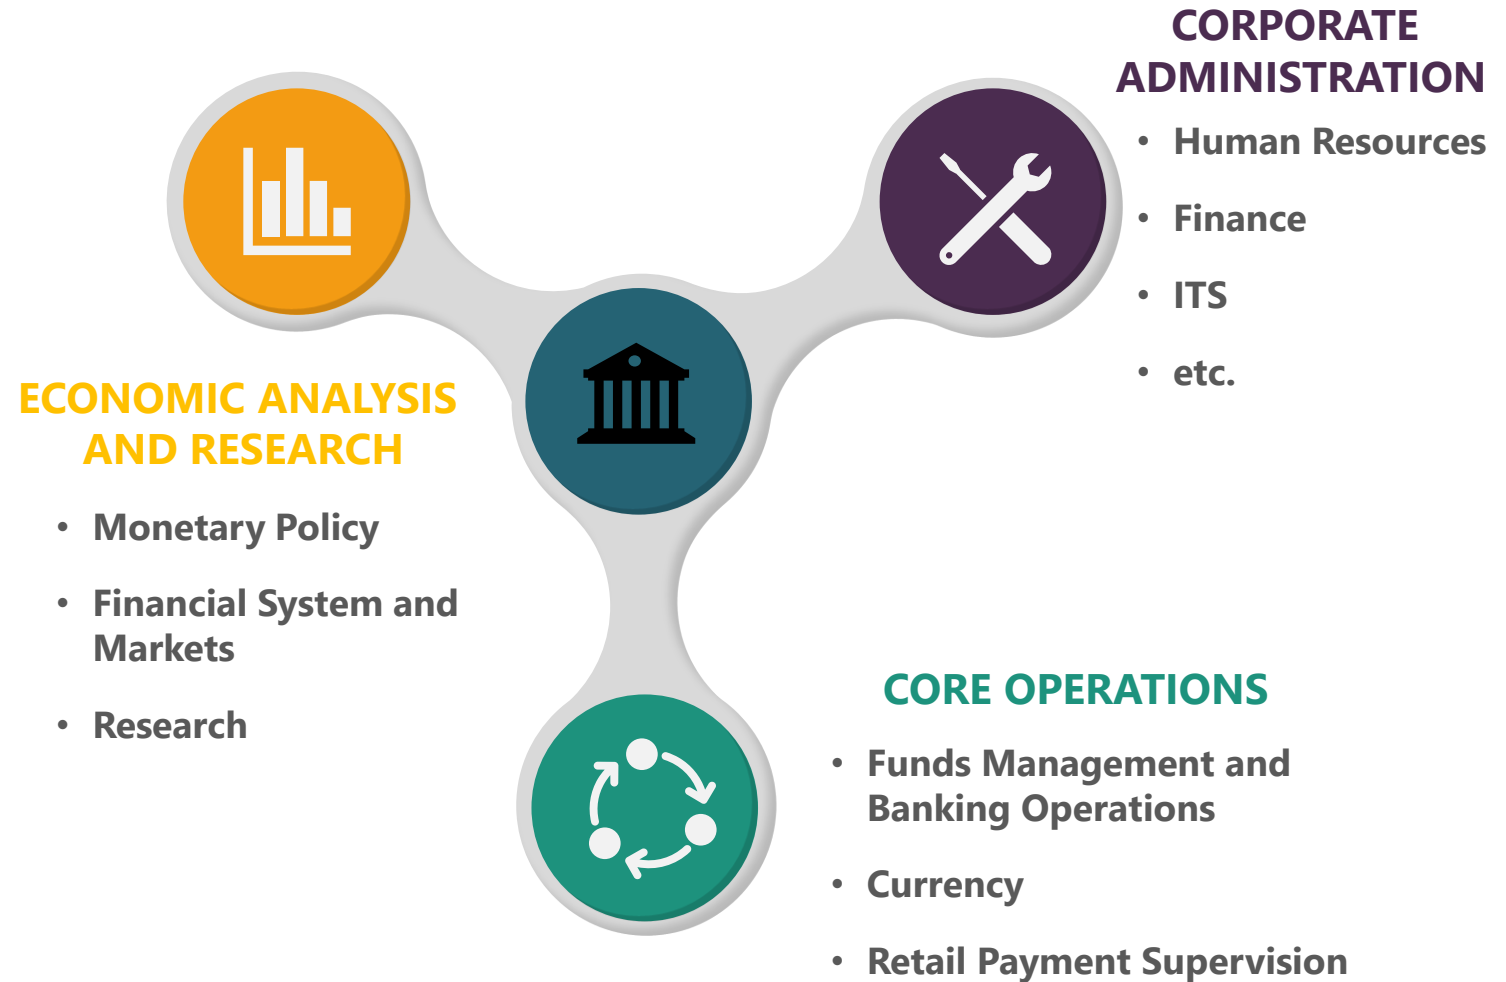 CORPORATE
ADMINISTRATION
• Human Resources
• Finance
• ITS
• etc.
ECONOMIC ANALYSIS
AND RESEARCH
• Monetary Policy
• Financial System and
Markets
• Research
CORE OPERATIONS
• Funds Management and
Banking Operations
• Currency
• Retail Payment Supervision